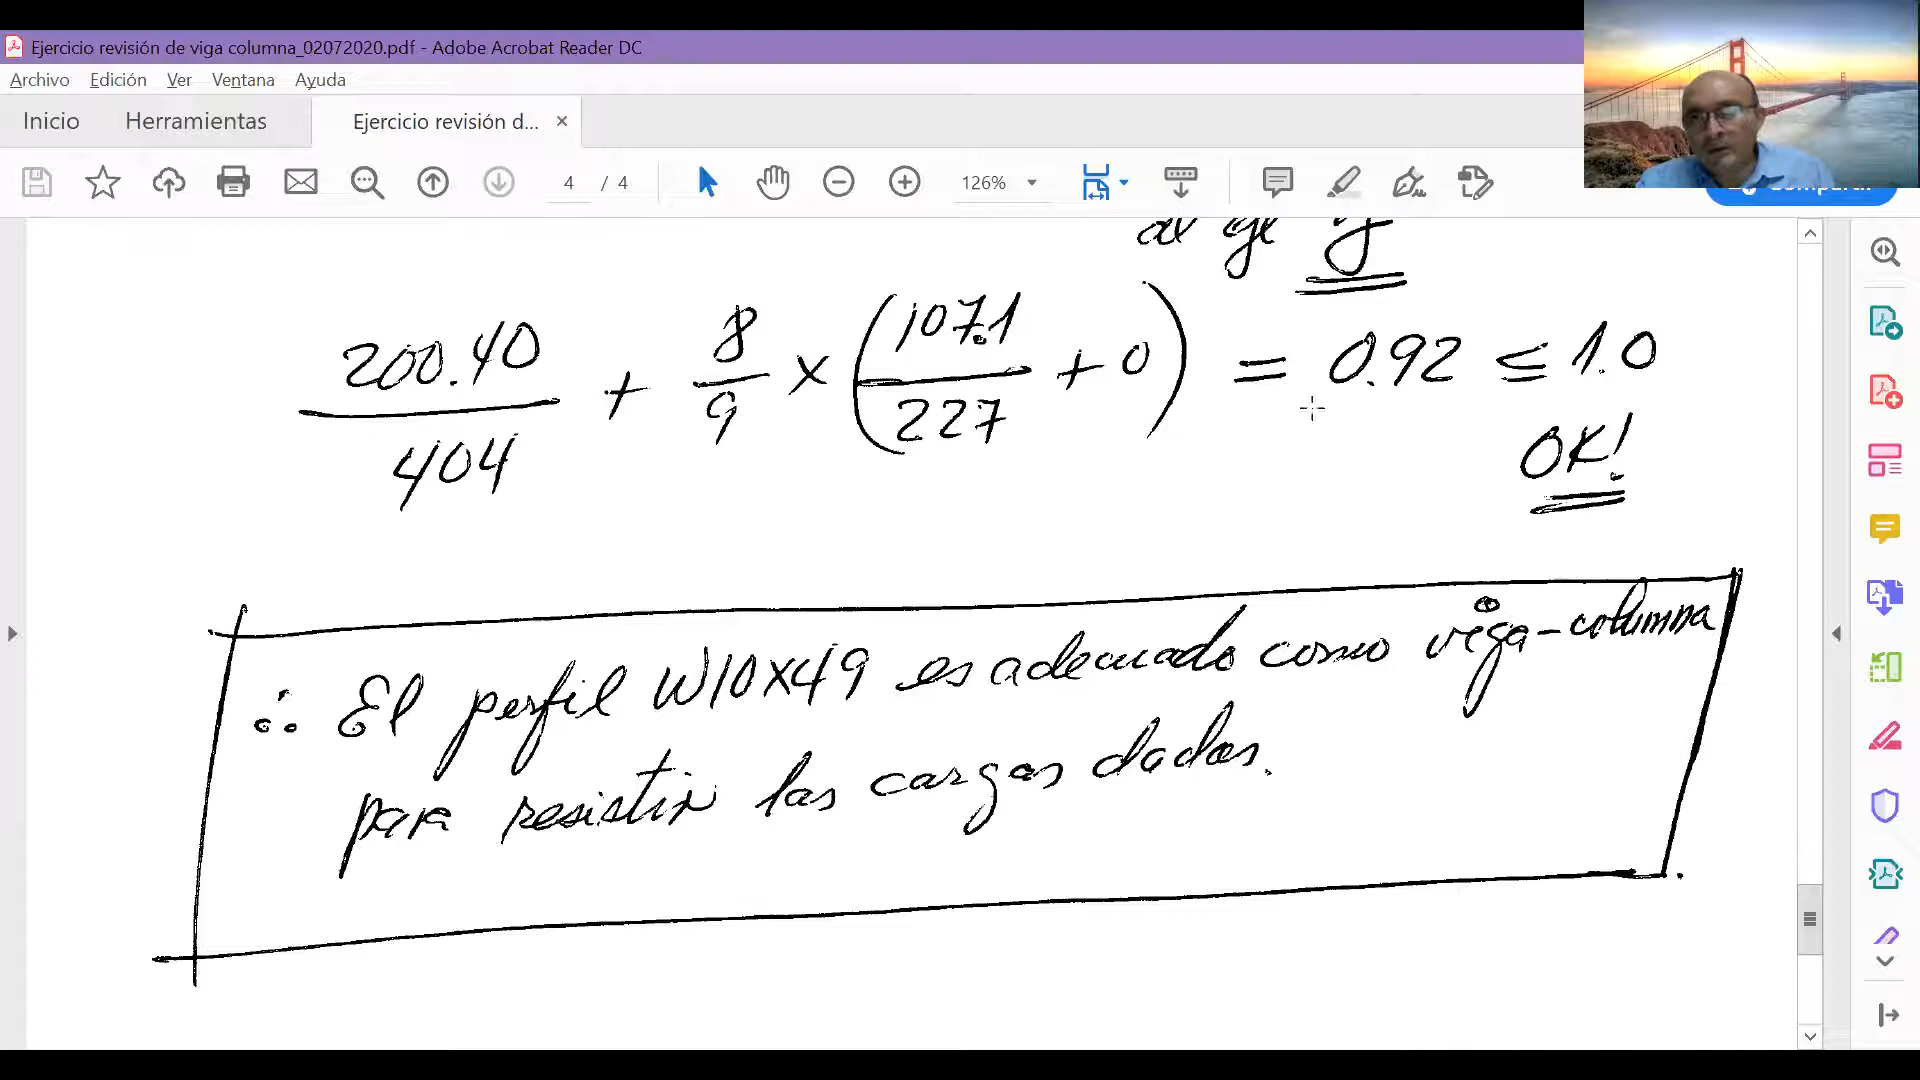 Ejercicio revisión de viga columna_02072020.pdf - Adobe Acrobat Reader DC
Archivo Edición Ver Ventana Ayuda
Inicio Herramientas Ejercicio revisión d... ×
4 / 4 126%
y
200.40/404 + 8/9 × (107.1/227 + 0) = 0.92 ≤ 1.0
OK!
∴ El perfil W10X49 es adecuado como viga-columna
para resistir las cargas dadas.